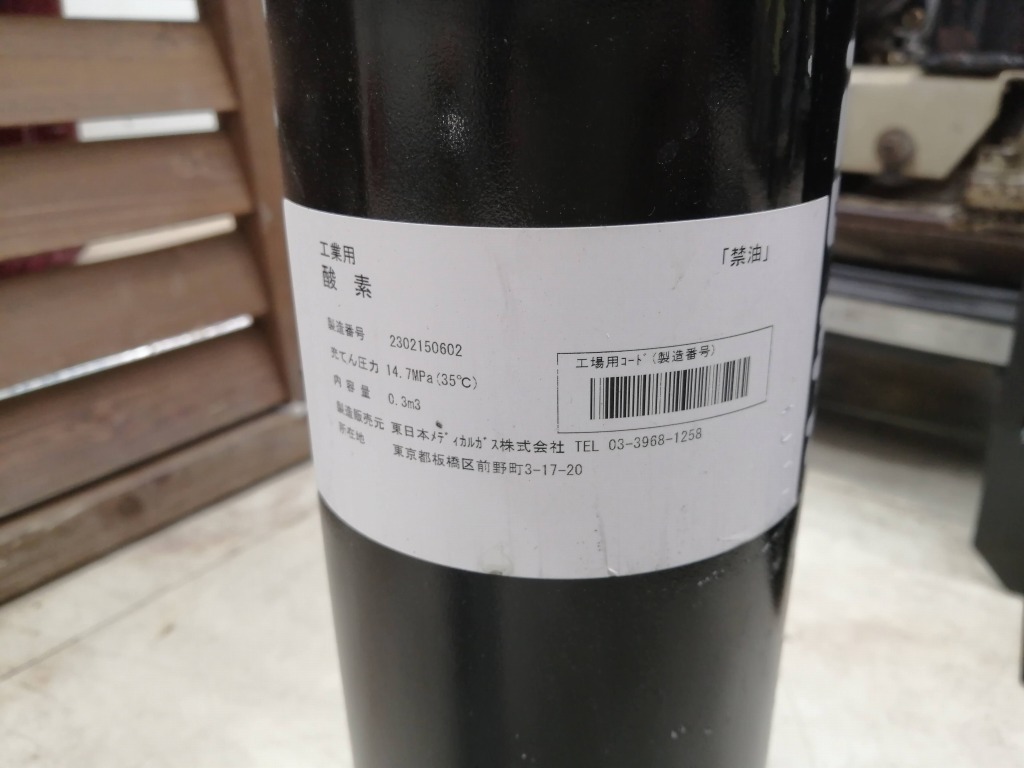 工業用
「禁油」
酸 素
製造番号 2302150602
充てん圧力 14.7MPa(35℃)
内容量 0.3m3
工場用ｺｰﾄﾞ(製造番号)
製造販売元 東日本ﾒﾃﾞｨｶﾙｶﾞｽ株式会社 TEL 03-3968-1258
所在地 東京都板橋区前野町3-17-20